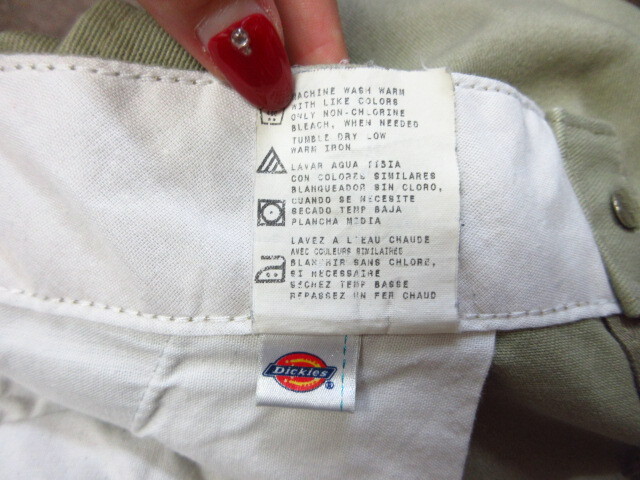 MACHINE WASH WARM
WITH LIKE COLORS
ONLY NON-CHLORINE
BLEACH, WHEN NEEDED
TUMBLE DRY LOW
WARM IRON
LAVAR AGUA TIBIA
CON COLORES SIMILARES
BLANQUEADOR SIN CLORO,
CUANDO SE NECESITE
SECADO TEMP BAJA
PLANCHA MEDIA
LAVEZ A L'EAU CHAUDE
AVEC COULEURS SIMILAIRES
BLANCHIR SANS CHLORE,
SI NECESSAIRE
SECHEZ TEMP BASSE
REPASSEZ UN FER CHAUD
Dickies ®